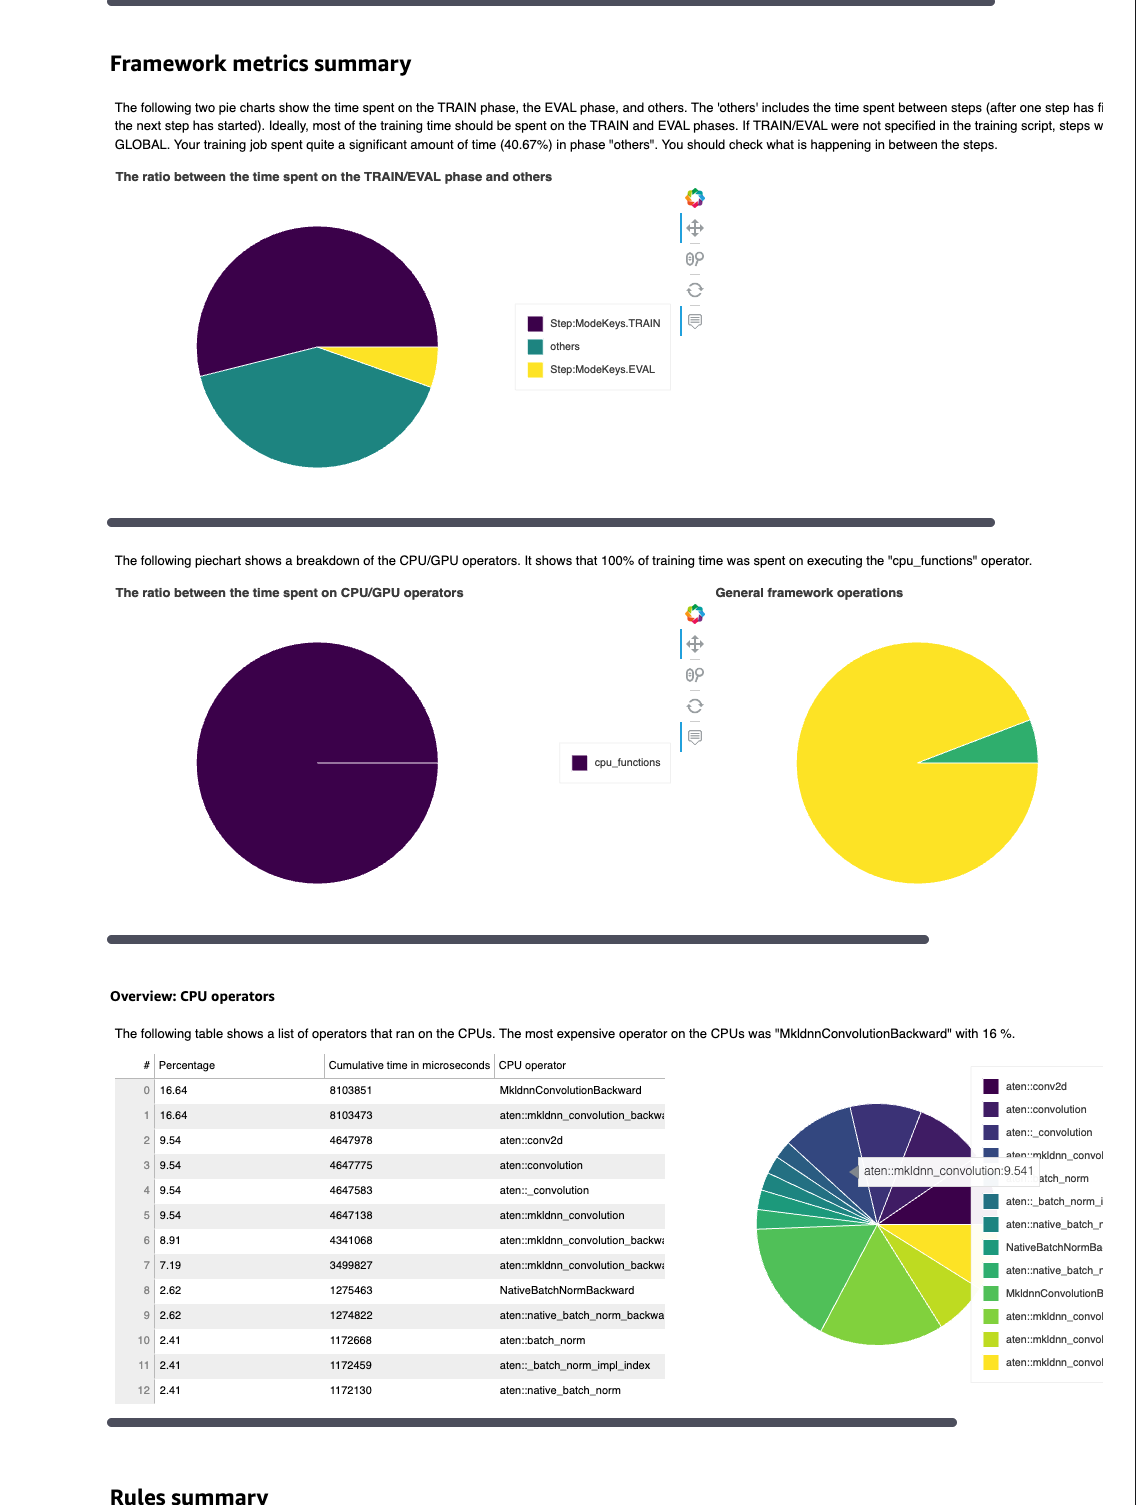 Framework metrics summary
The following two pie charts show the time spent on the TRAIN phase, the EVAL phase, and others. The 'others' includes the time spent between steps (after one step has fi
the next step has started). Ideally, most of the training time should be spent on the TRAIN and EVAL phases. If TRAIN/EVAL were not specified in the training script, steps w
GLOBAL. Your training job spent quite a significant amount of time (40.67%) in phase "others". You should check what is happening in between the steps.
The ratio between the time spent on the TRAIN/EVAL phase and others
Step:ModeKeys.TRAIN
others
Step:ModeKeys.EVAL
The following piechart shows a breakdown of the CPU/GPU operators. It shows that 100% of training time was spent on executing the "cpu_functions" operator.
The ratio between the time spent on CPU/GPU operators
cpu_functions
General framework operations
Overview: CPU operators
The following table shows a list of operators that ran on the CPUs. The most expensive operator on the CPUs was "MkldnnConvolutionBackward" with 16 %.
# Percentage Cumulative time in microseconds CPU operator
0 16.64 8103851 MkldnnConvolutionBackward
1 16.64 8103473 aten::mkldnn_convolution_backwa
2 9.54 4647978 aten::conv2d
3 9.54 4647775 aten::convolution
4 9.54 4647583 aten::_convolution
5 9.54 4647138 aten::mkldnn_convolution
6 8.91 4341068 aten::mkldnn_convolution_backwa
7 7.19 3499827 aten::mkldnn_convolution_backwa
8 2.62 1275463 NativeBatchNormBackward
9 2.62 1274822 aten::native_batch_norm_backwa
10 2.41 1172668 aten::batch_norm
11 2.41 1172459 aten::_batch_norm_impl_index
12 2.41 1172130 aten::native_batch_norm
aten::conv2d
aten::convolution
aten::_convolution
aten::mkldnn_convol
aten::mkldnn_convolution:9.541
atch_norm
aten::_batch_norm_i
aten::native_batch_r
NativeBatchNormBa
aten::native_batch_r
MkldnnConvolutionB
aten::mkldnn_convol
aten::mkldnn_convol
aten::mkldnn_convol
Rules summary